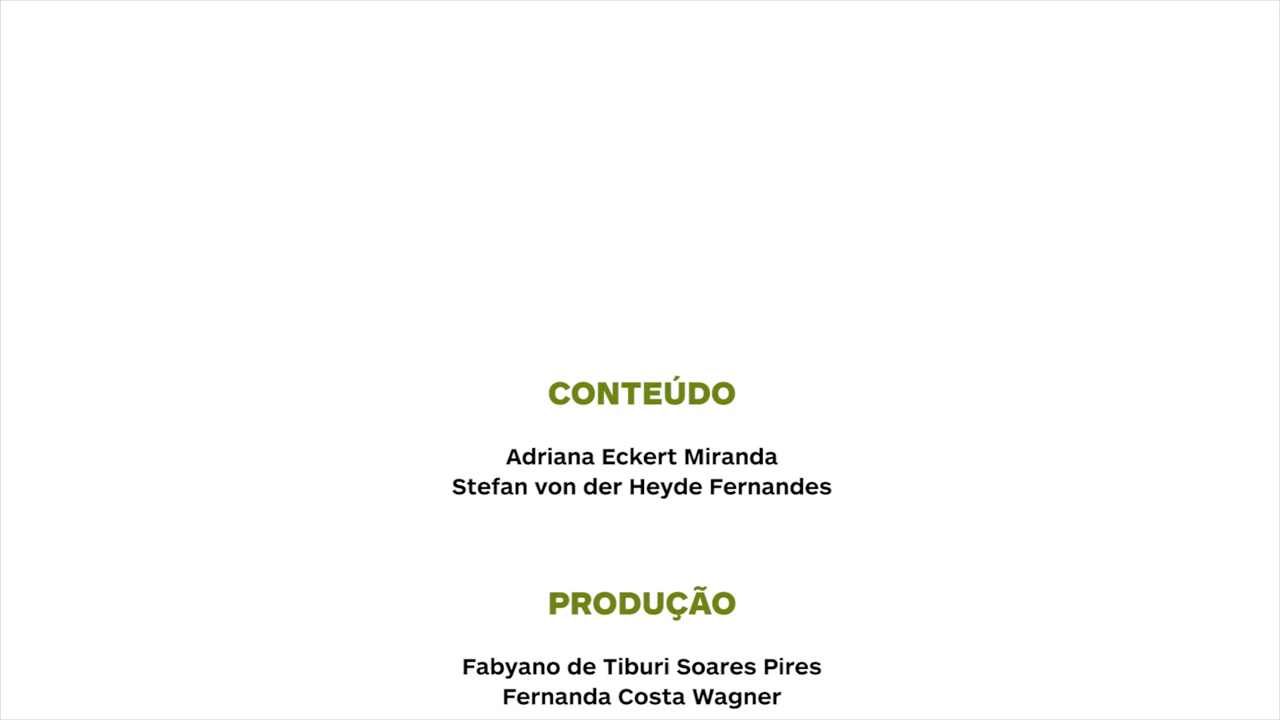 CONTEÚDO
Adriana Eckert Miranda
Stefan von der Heyde Fernandes
PRODUÇÃO
Fabyano de Tiburi Soares Pires
Fernanda Costa Wagner